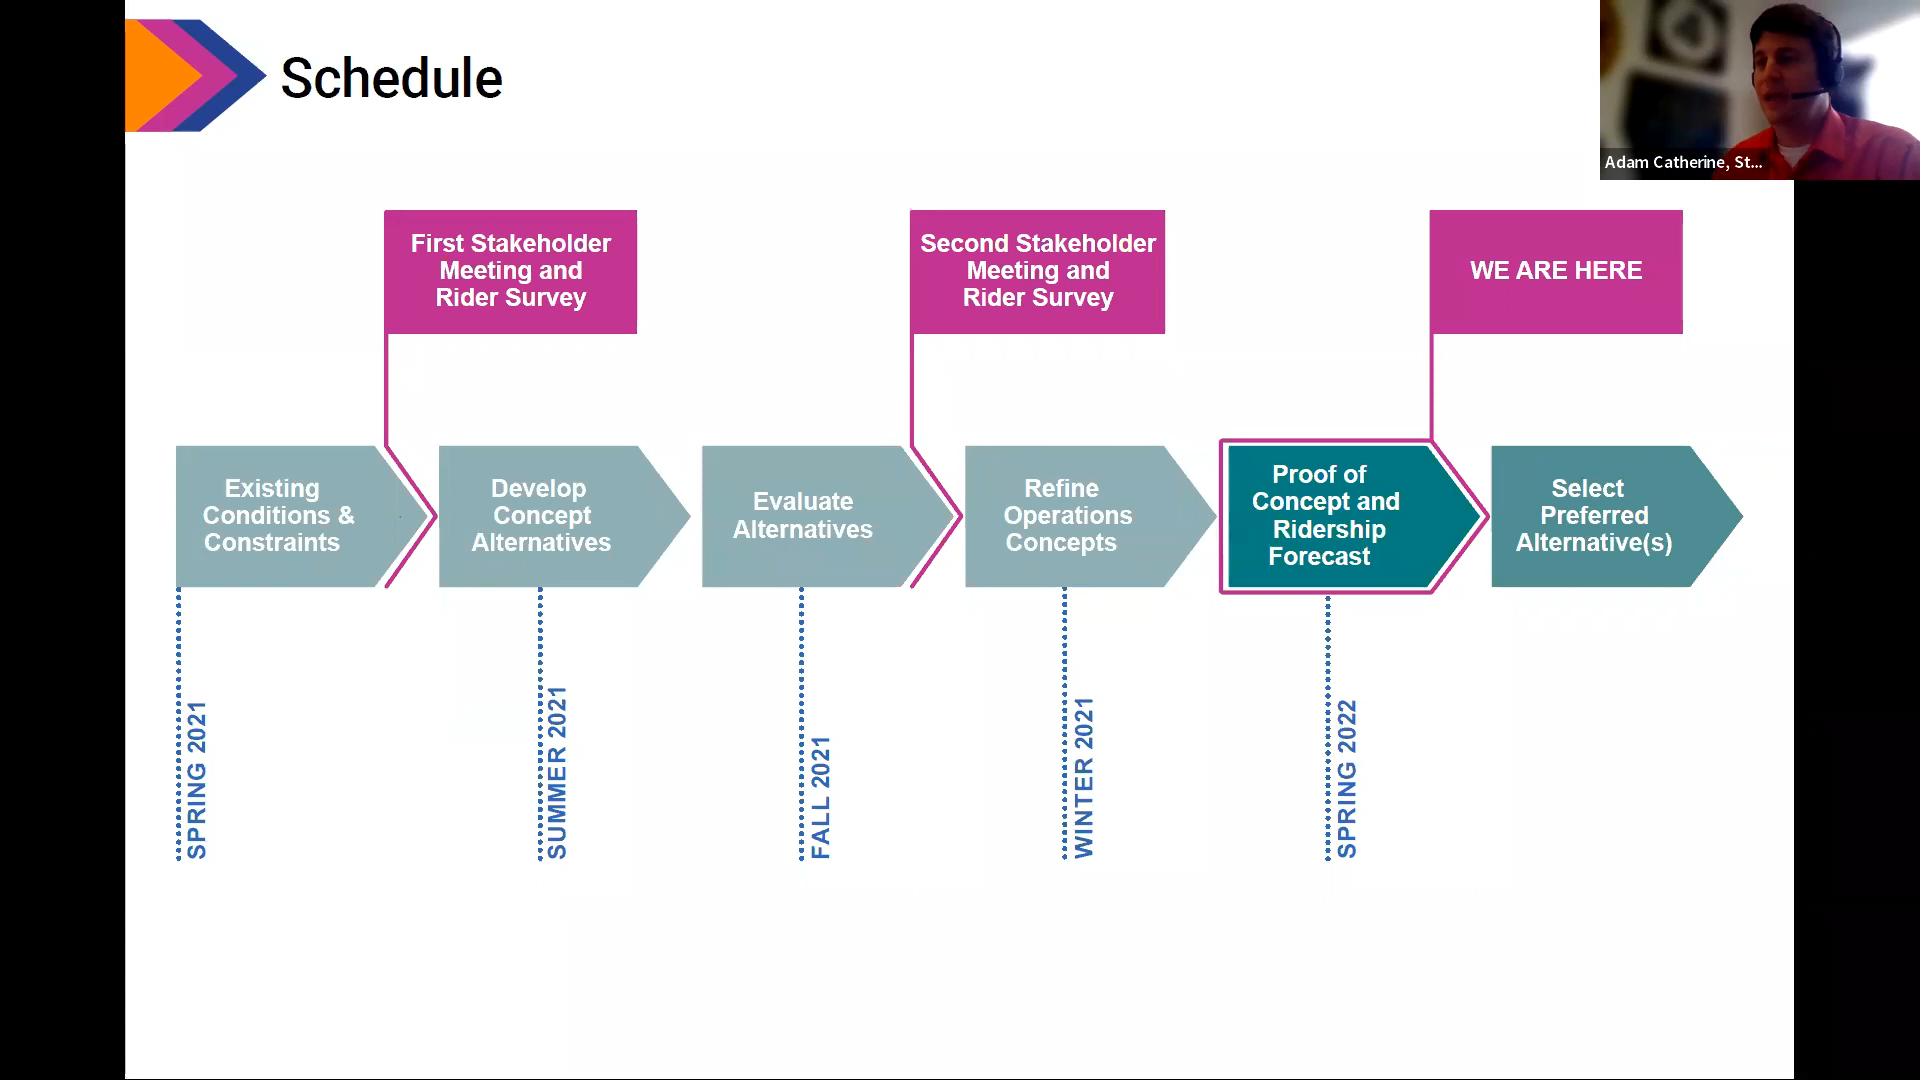 Schedule
Adam Catherine, St...
First Stakeholder
Meeting and
Rider Survey
Second Stakeholder
Meeting and
Rider Survey
WE ARE HERE
Existing
Conditions &
Constraints
Develop
Concept
Alternatives
Evaluate
Alternatives
Refine
Operations
Concepts
Proof of
Concept and
Ridership
Forecast
Select
Preferred
Alternative(s)
SPRING 2021
SUMMER 2021
FALL 2021
WINTER 2021
SPRING 2022